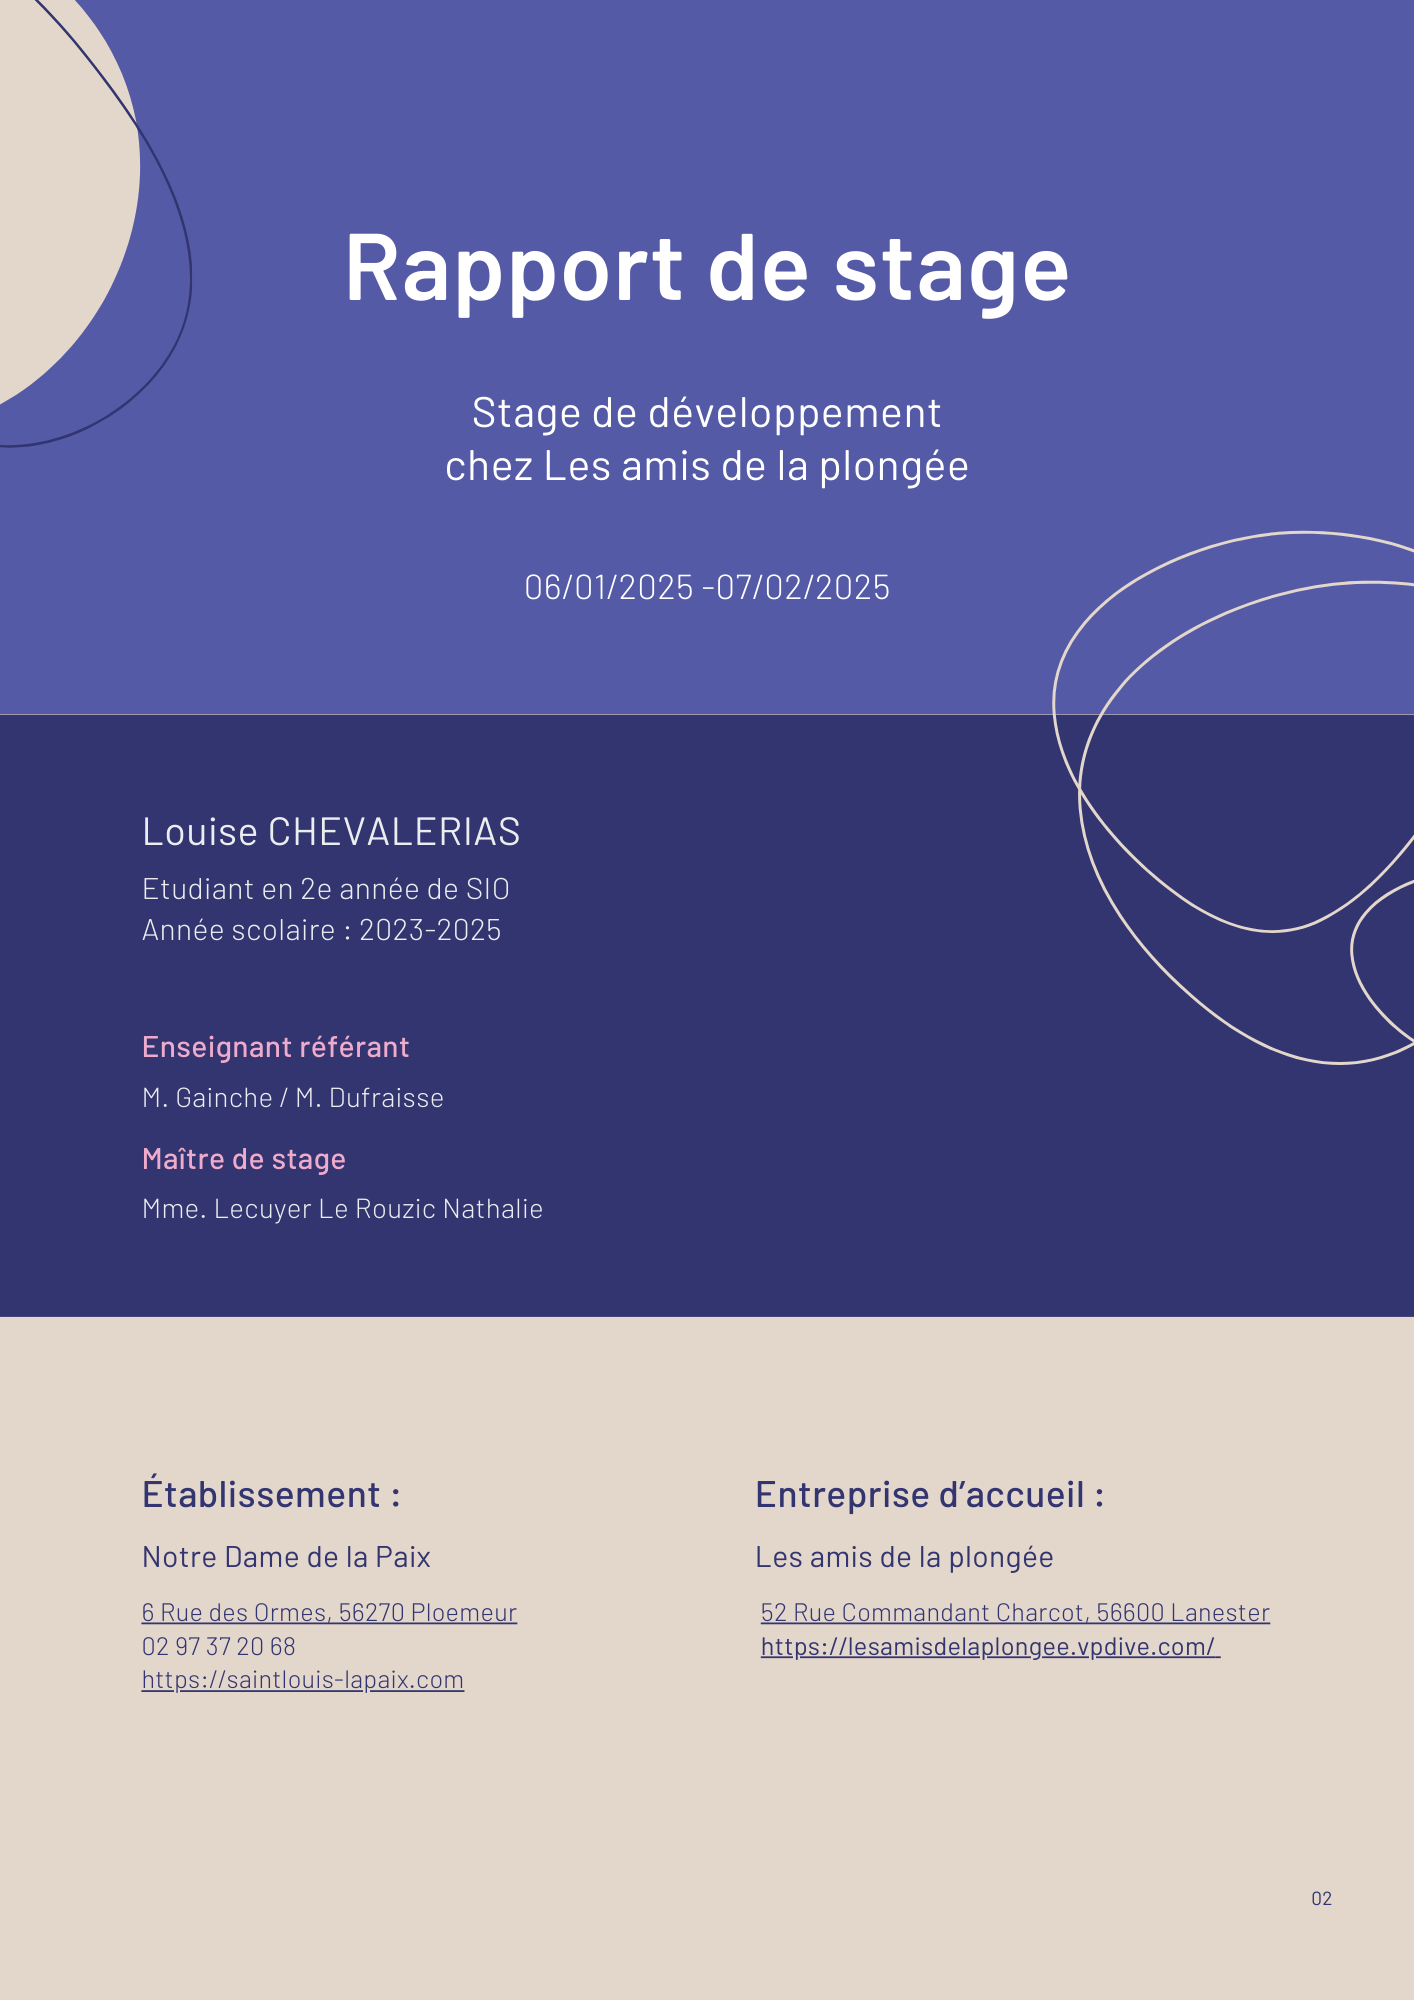 Rapport de stage
Stage de développement
chez Les amis de la plongée
06/01/2025 -07/02/2025
Louise CHEVALERIAS
Etudiant en 2e année de SIO
Année scolaire : 2023-2025
Enseignant référant
M. Gainche / M. Dufraisse
Maître de stage
Mme. Lecuyer Le Rouzic Nathalie
Établissement :
Notre Dame de la Paix
6 Rue des Ormes, 56270 Ploemeur
02 97 37 20 68
https://saintlouis-lapaix.com
Entreprise d’accueil :
Les amis de la plongée
52 Rue Commandant Charcot, 56600 Lanester
https://lesamisdelaplongee.vpdive.com/
02